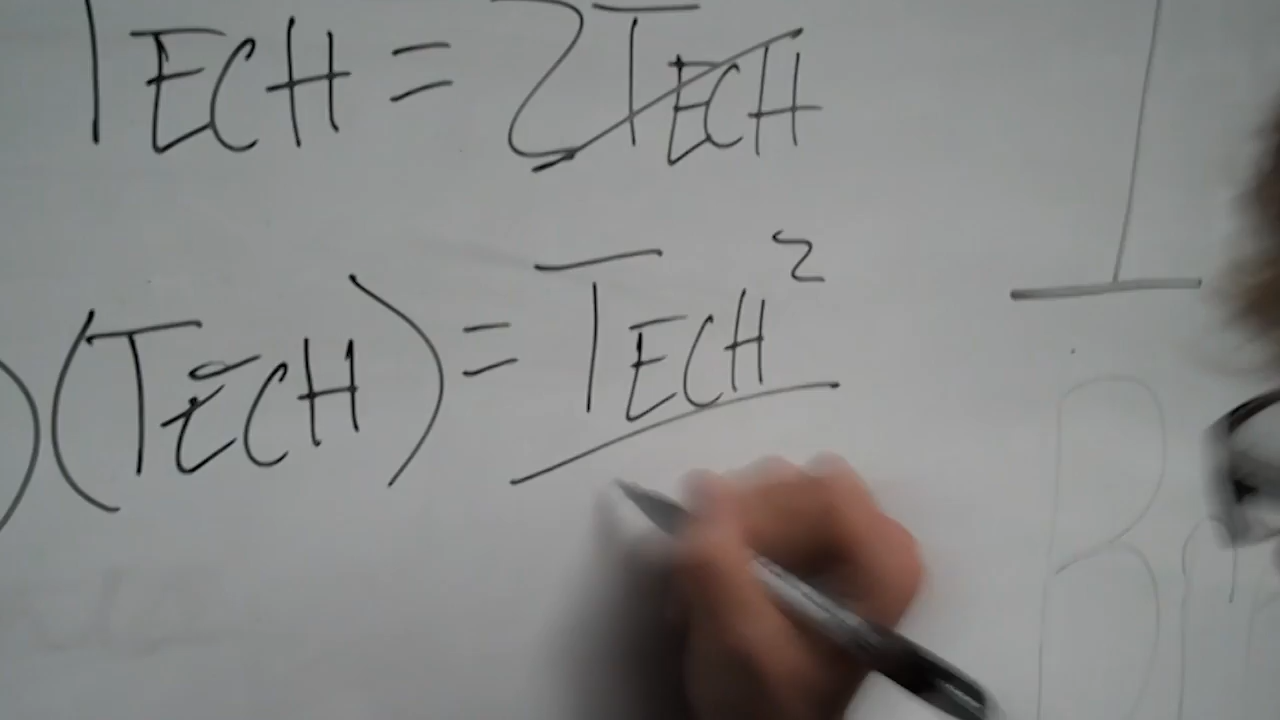 TECH = 2TECH
)(TECH) = TECH²
B